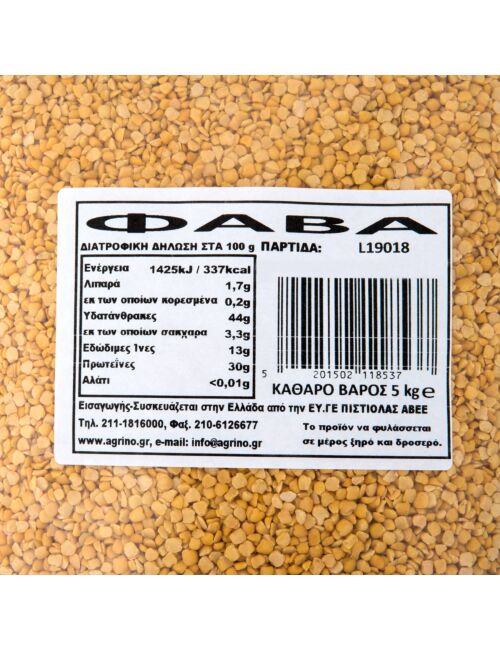 ΦΑΒΑ
ΔΙΑΤΡΟΦΙΚΗ ΔΗΛΩΣΗ ΣΤΑ 100 g ΠΑΡΤΙΔΑ: L19018
Ενέργεια 1425kJ / 337kcal
Λιπαρά 1,7g
εκ των οποίων κορεσμένα 0,2g
Υδατάνθρακες 44g
εκ των οποίων σακχαρα 3,3g
Εδώδιμες Ίνες 13g
Πρωτεΐνες 30g
Αλάτι <0,01g
5 201502 118537
ΚΑΘΑΡΟ ΒΑΡΟΣ 5 kg e
Εισαγωγής-Συσκευάζεται στην Ελλάδα από την ΕΥ.ΓΕ ΠΙΣΤΙΟΛΑΣ ΑΒΕΕ
Τηλ. 211-1816000, Φαξ. 210-6126677
www.agrino.gr, e-mail: info@agrino.gr
Το προϊόν να φυλάσσεται
σε μέρος ξηρό και δροσερό.